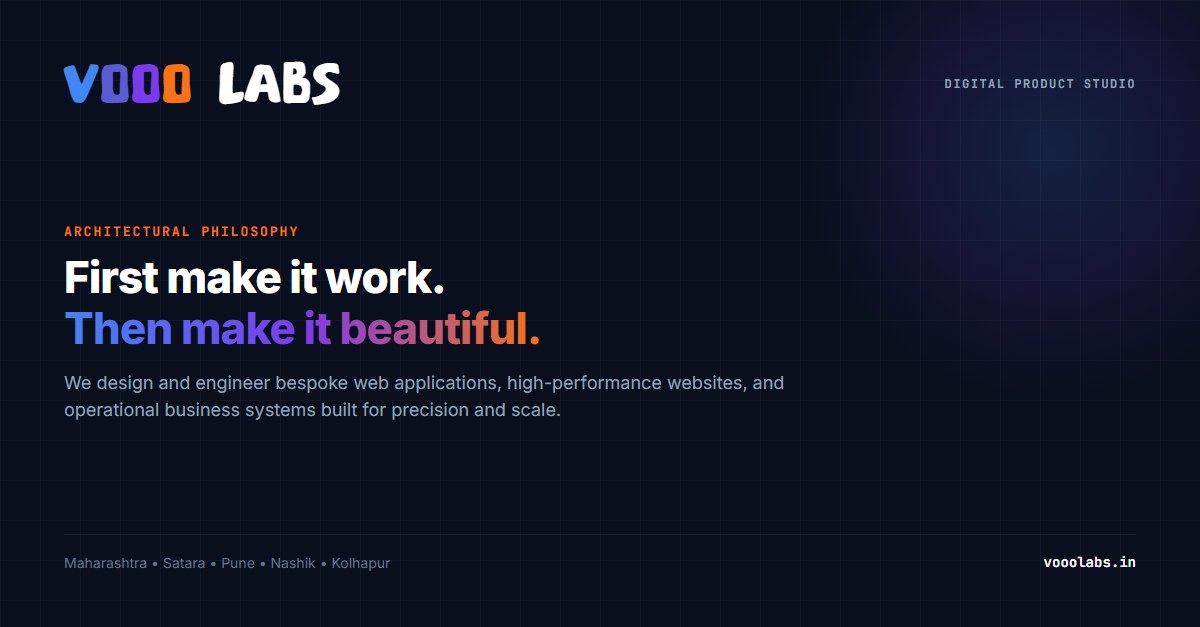 VOOO LABS
DIGITAL PRODUCT STUDIO
ARCHITECTURAL PHILOSOPHY
First make it work.
Then make it beautiful.
We design and engineer bespoke web applications, high-performance websites, and
operational business systems built for precision and scale.
Maharashtra • Satara • Pune • Nashik • Kolhapur
vooolabs.in